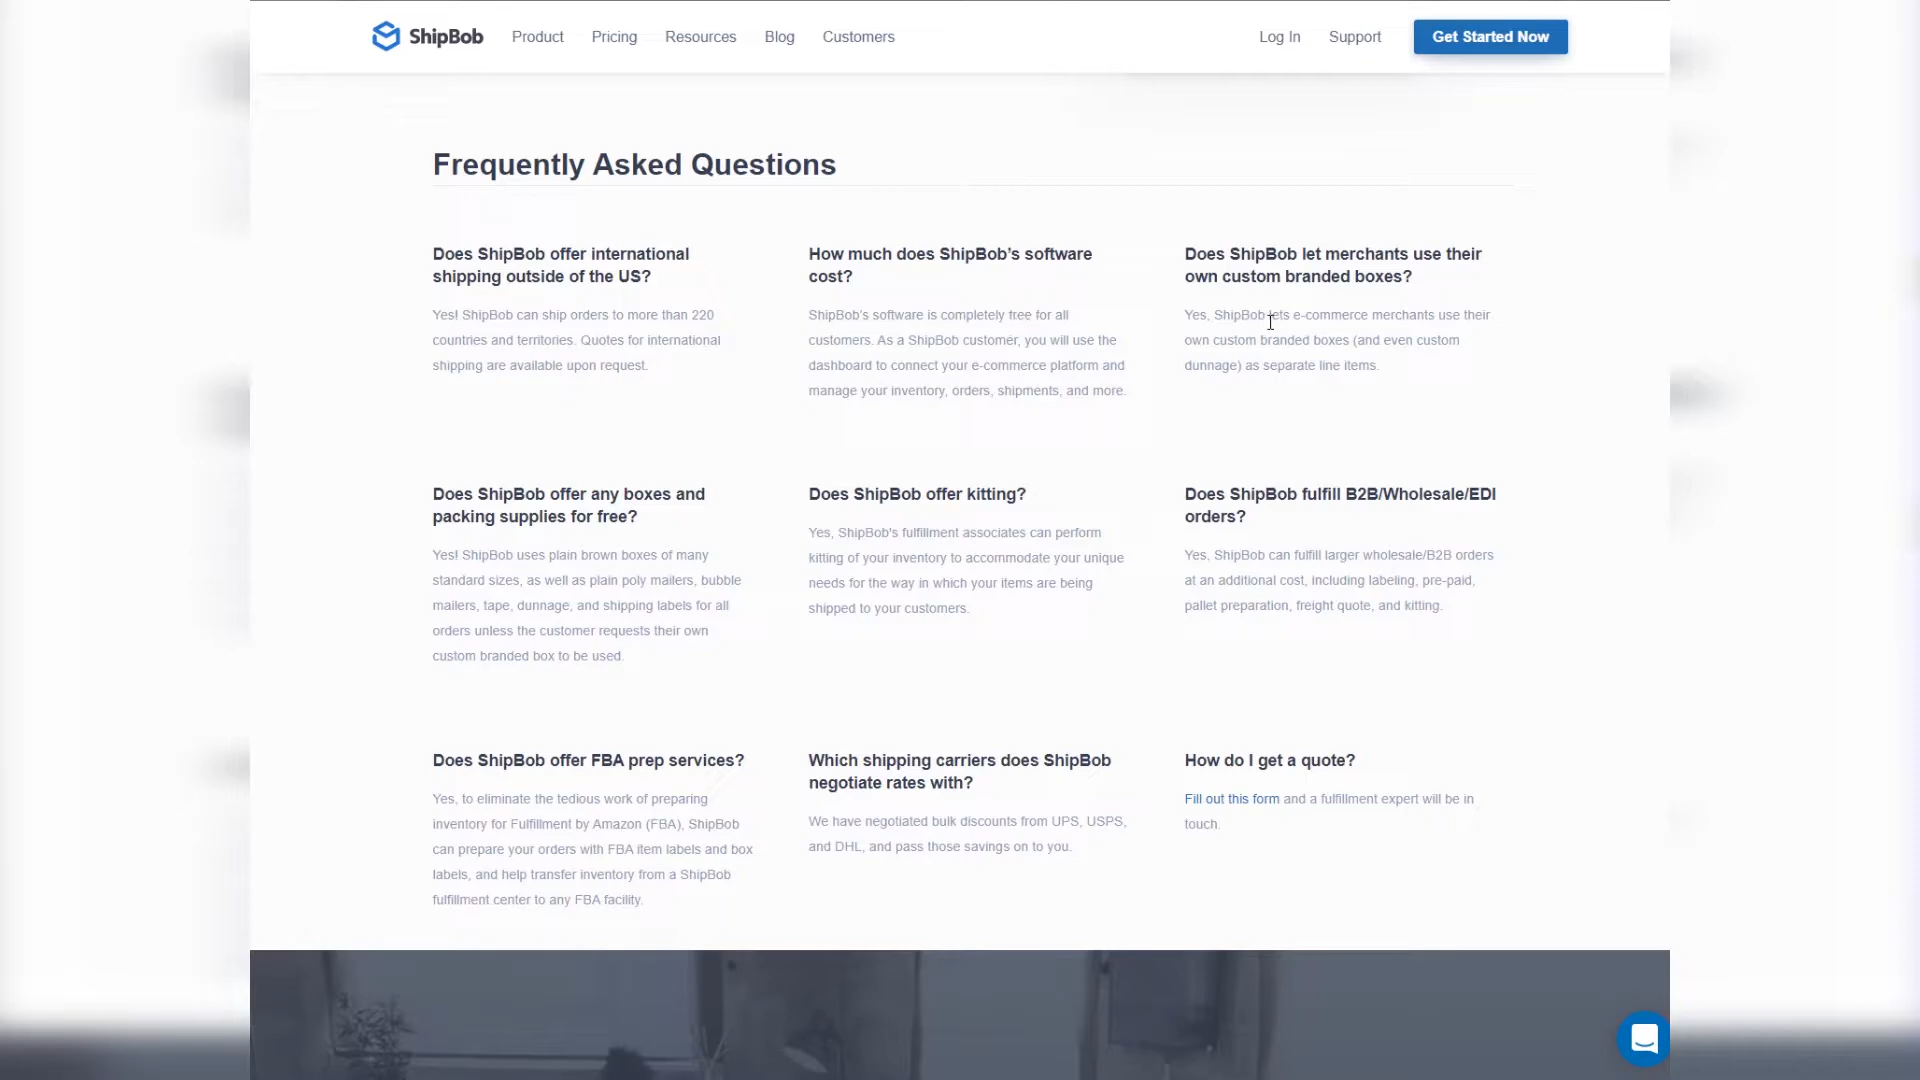 ShipBob Product Pricing Resources Blog Customers Log In Support Get Started Now
Frequently Asked Questions
Does ShipBob offer international
shipping outside of the US?
Yes! ShipBob can ship orders to more than 220
countries and territories. Quotes for international
shipping are available upon request.
How much does ShipBob's software
cost?
ShipBob's software is completely free for all
customers. As a ShipBob customer, you will use the
dashboard to connect your e-commerce platform and
manage your inventory, orders, shipments, and more.
Does ShipBob let merchants use their
own custom branded boxes?
Yes, ShipBob lets e-commerce merchants use their
own custom branded boxes (and even custom
dunnage) as separate line items.
Does ShipBob offer any boxes and
packing supplies for free?
Yes! ShipBob uses plain brown boxes of many
standard sizes, as well as plain poly mailers, bubble
mailers, tape, dunnage, and shipping labels for all
orders unless the customer requests their own
custom branded box to be used.
Does ShipBob offer kitting?
Yes, ShipBob's fulfillment associates can perform
kitting of your inventory to accommodate your unique
needs for the way in which your items are being
shipped to your customers.
Does ShipBob fulfill B2B/Wholesale/EDI
orders?
Yes, ShipBob can fulfill larger wholesale/B2B orders
at an additional cost, including labeling, pre-paid,
pallet preparation, freight quote, and kitting.
Does ShipBob offer FBA prep services?
Yes, to eliminate the tedious work of preparing
inventory for Fulfillment by Amazon (FBA), ShipBob
can prepare your orders with FBA item labels and box
labels, and help transfer inventory from a ShipBob
fulfillment center to any FBA facility.
Which shipping carriers does ShipBob
negotiate rates with?
We have negotiated bulk discounts from UPS, USPS,
and DHL, and pass those savings on to you.
How do I get a quote?
Fill out this form and a fulfillment expert will be in
touch.